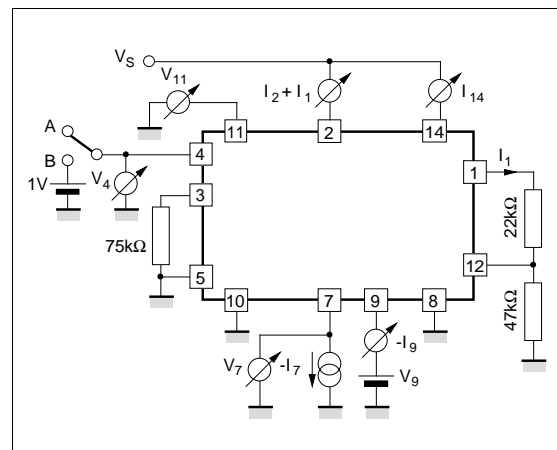 V_S
V_11
I_2 + I_1
I_14
A
B
11
2
14
4
1V
V_4
3
1
I_1
22kΩ
75kΩ
5
12
47kΩ
10
7
9
8
V_7
-I_7
-I_9
V_9